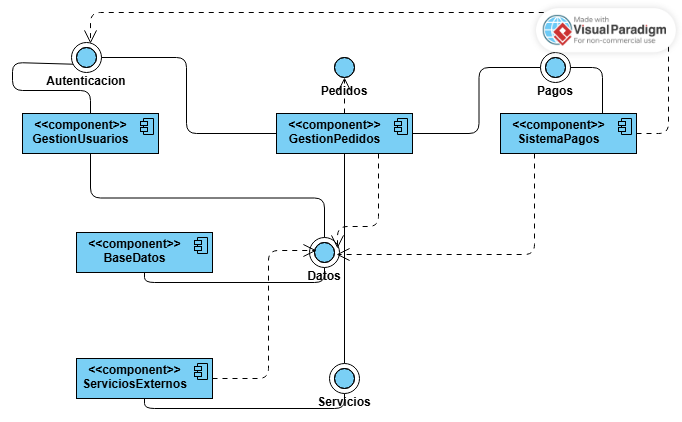 Made with
Visual Paradigm
For non-commercial use
Autenticacion
Pedidos
Pagos
<<component>>
GestionUsuarios
<<component>>
GestionPedidos
<<component>>
SistemaPagos
<<component>>
BaseDatos
Datos
<<component>>
ServiciosExternos
Servicios